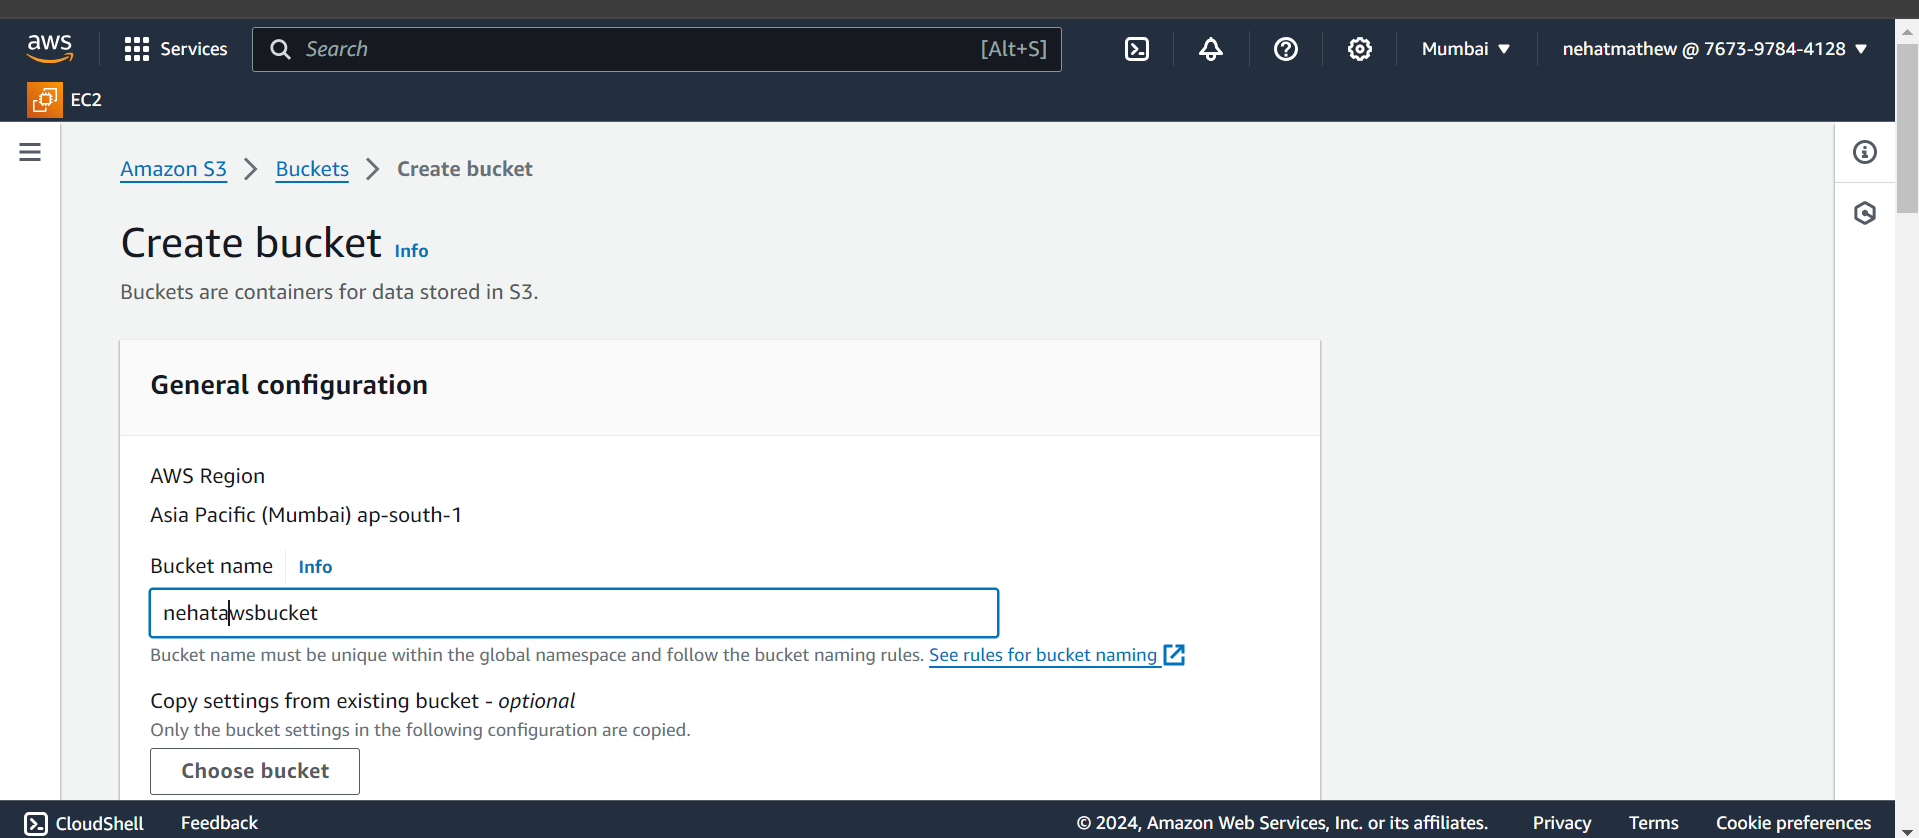 aws
Services
Search
[Alt+S]
Mumbai
nehatmathew @ 7673-9784-4128
EC2
Amazon S3
Buckets
Create bucket
Create bucket Info
Buckets are containers for data stored in S3.
General configuration
AWS Region
Asia Pacific (Mumbai) ap-south-1
Bucket name Info
nehatawsbucket
Bucket name must be unique within the global namespace and follow the bucket naming rules. See rules for bucket naming
Copy settings from existing bucket - optional
Only the bucket settings in the following configuration are copied.
Choose bucket
CloudShell
Feedback
© 2024, Amazon Web Services, Inc. or its affiliates.
Privacy
Terms
Cookie preferences